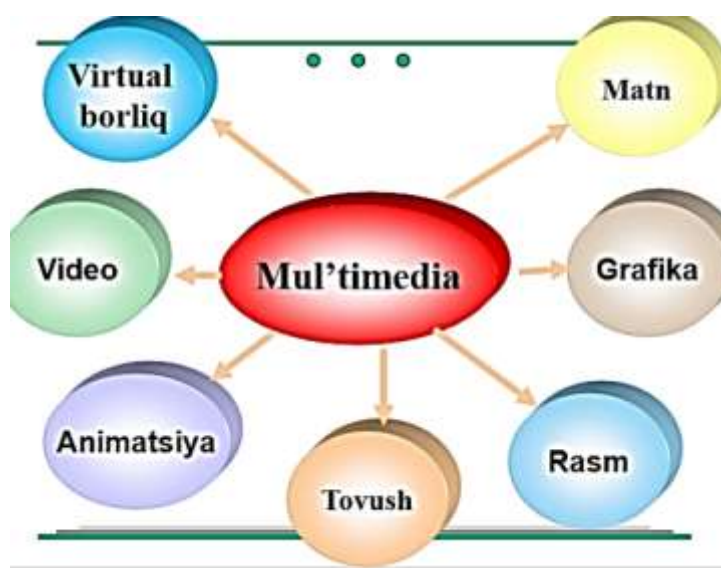 Virtual
borliq
Matn
Video
Mul’timedia
Grafika
Animatsiya
Rasm
Tovush